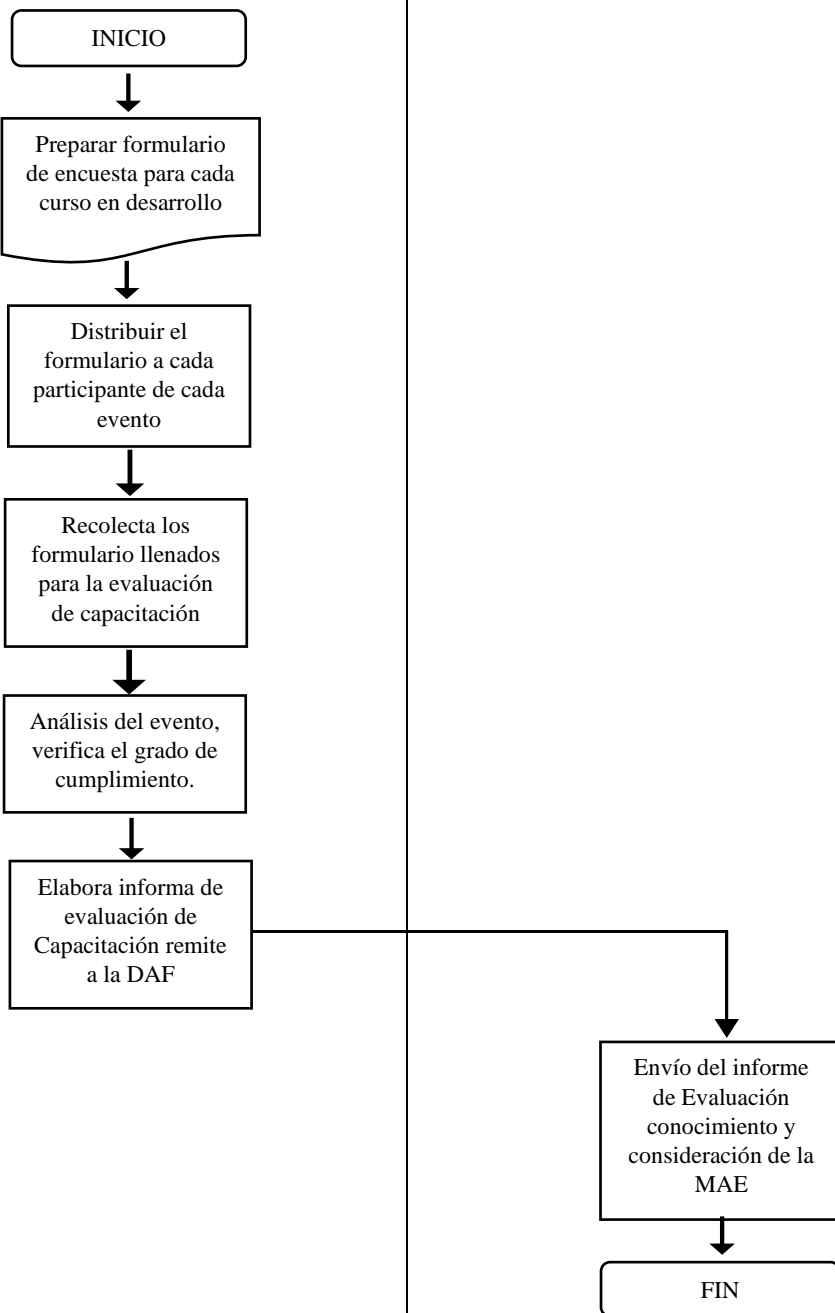 INICIO
Preparar formulario
de encuesta para cada
curso en desarrollo
Distribuir el
formulario a cada
participante de cada
evento
Recolecta los
formulario llenados
para la evaluación
de capacitación
Análisis del evento,
verifica el grado de
cumplimiento.
Elabora informa de
evaluación de
Capacitación remite
a la DAF
Envío del informe
de Evaluación
conocimiento y
consideración de la
MAE
FIN